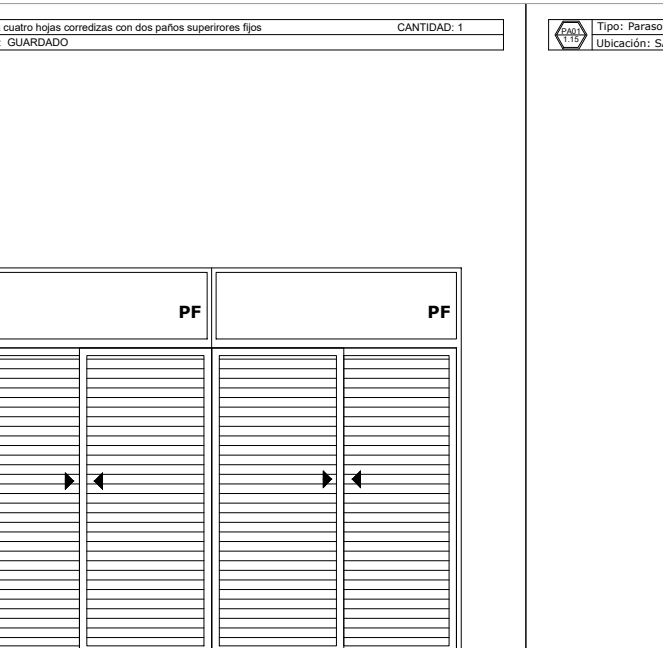 cuatro hojas corredizas con dos paños superirores fijos CANTIDAD: 1
: GUARDADO
PF PF
PA01
1.15
Tipo: Paraso
Ubicación: S